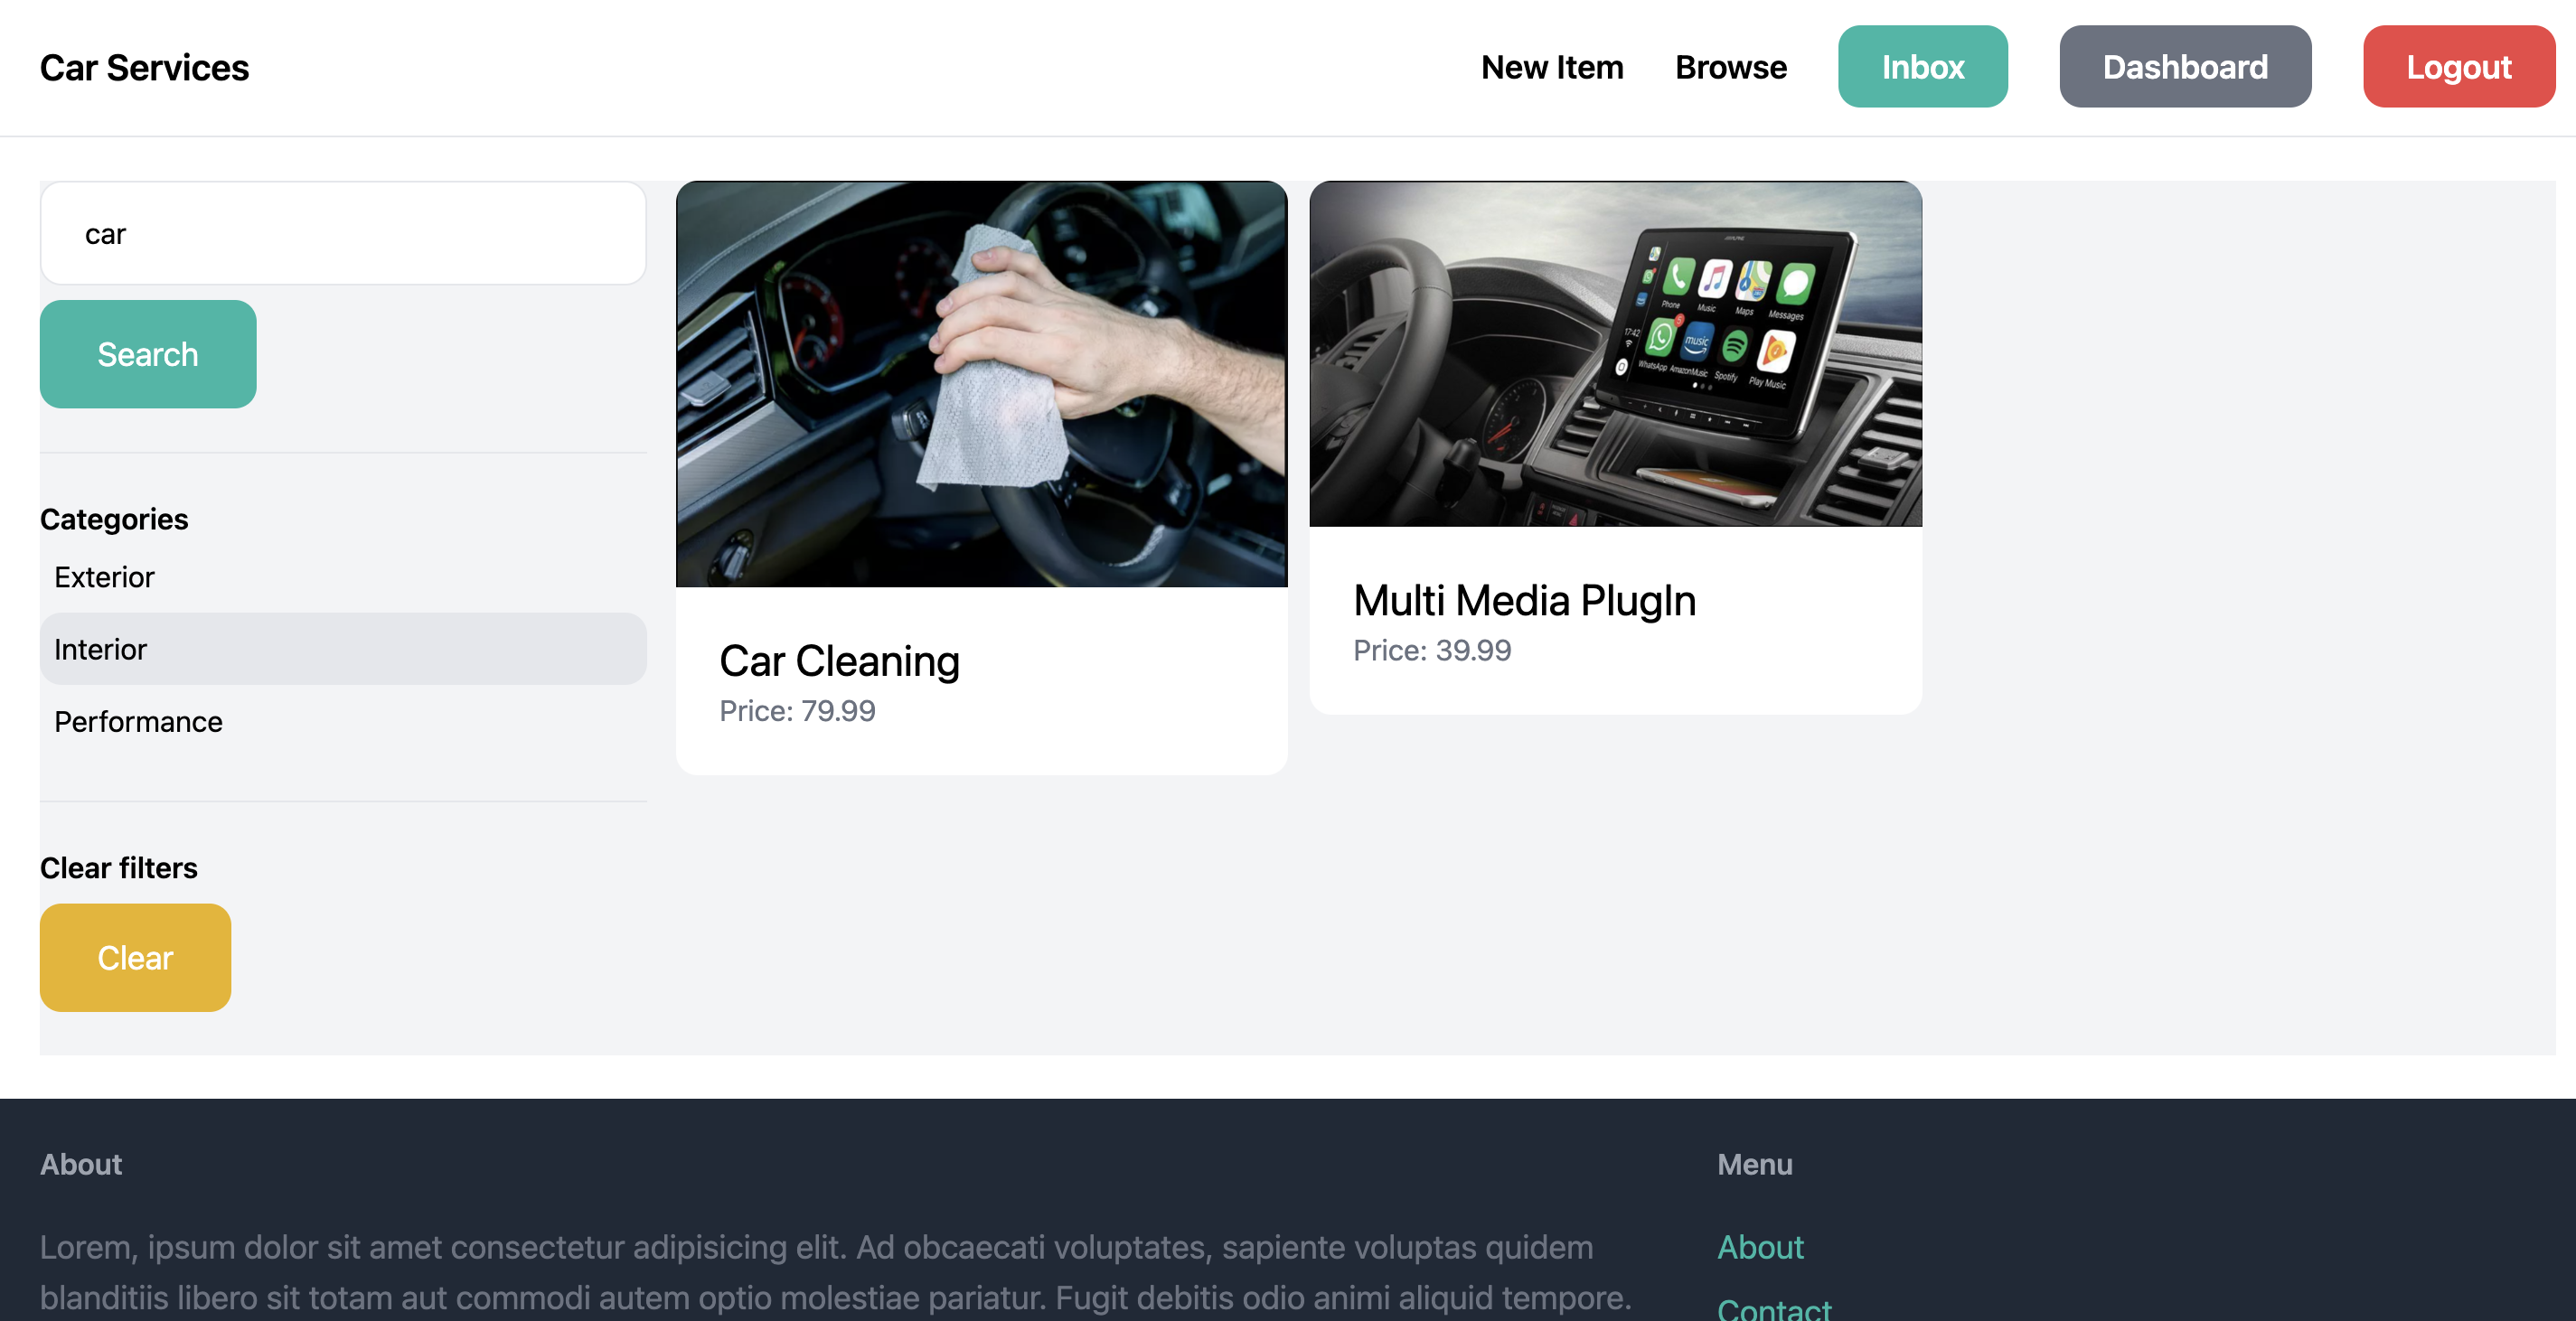 Car Services
New Item
Browse
Inbox
Dashboard
Logout
car
Search
Categories
Exterior
Interior
Performance
Clear filters
Clear
Car Cleaning
Price: 79.99
Phone
Music
Maps
Messages
17:42
music
WhatsApp
AmazonMusic
Spotify
Play Music
Multi Media PlugIn
Price: 39.99
About
Lorem, ipsum dolor sit amet consectetur adipisicing elit. Ad obcaecati voluptates, sapiente voluptas quidem
blanditiis libero sit totam aut commodi autem optio molestiae pariatur. Fugit debitis odio animi aliquid tempore.
Menu
About
Contact